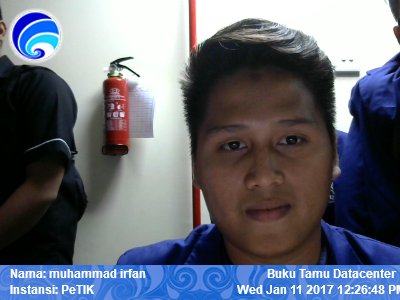 Nama: muhammad irfan
Buku Tamu Datacenter
Instansi: PeTIK
Wed Jan 11 2017 12:26:48 PM